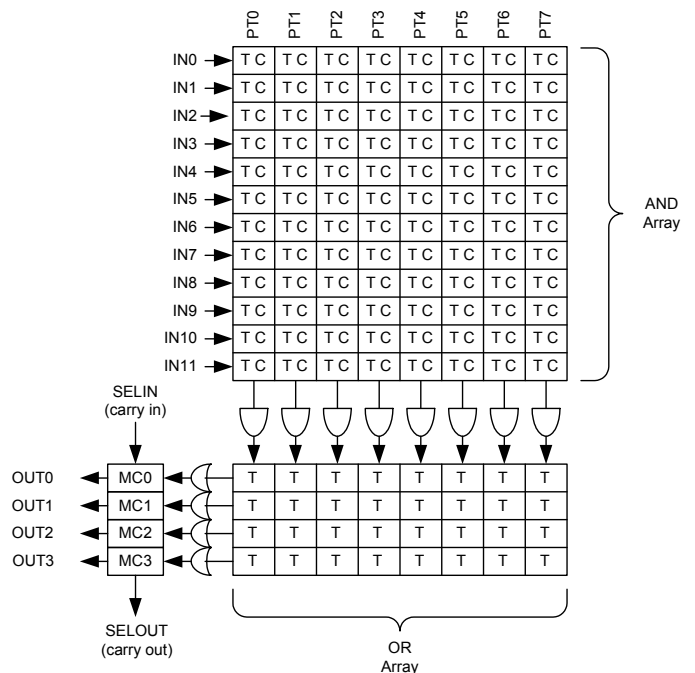 PT0 PT1 PT2 PT3 PT4 PT5 PT6 PT7
IN0 T C T C T C T C T C T C T C T C
IN1 T C T C T C T C T C T C T C T C
IN2 T C T C T C T C T C T C T C T C
IN3 T C T C T C T C T C T C T C T C
IN4 T C T C T C T C T C T C T C T C
IN5 T C T C T C T C T C T C T C T C
IN6 T C T C T C T C T C T C T C T C
IN7 T C T C T C T C T C T C T C T C
IN8 T C T C T C T C T C T C T C T C
IN9 T C T C T C T C T C T C T C T C
IN10 T C T C T C T C T C T C T C T C
IN11 T C T C T C T C T C T C T C T C
AND
Array
SELIN
(carry in)
OUT0 MC0 T T T T T T T T
OUT1 MC1 T T T T T T T T
OUT2 MC2 T T T T T T T T
OUT3 MC3 T T T T T T T T
SELOUT
(carry out)
OR
Array